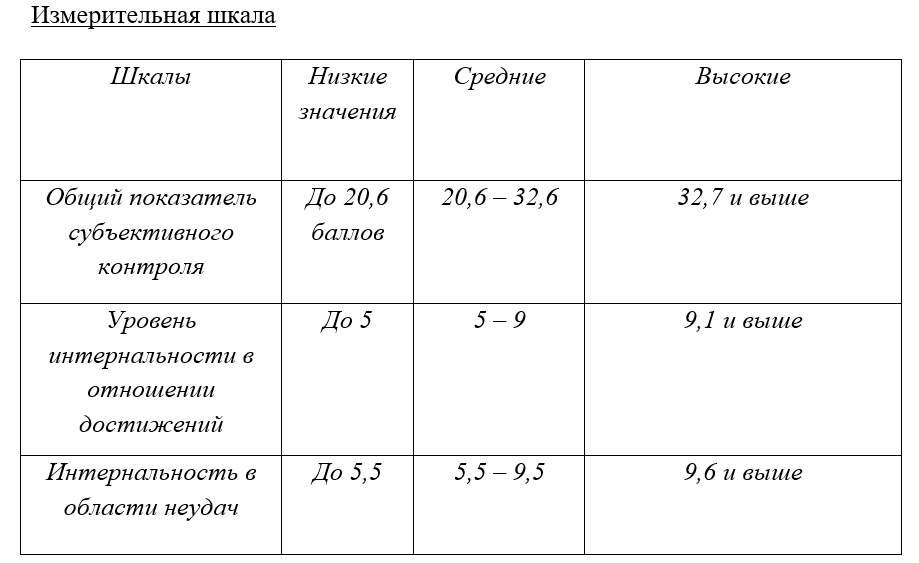 Измерительная шкала
Шкалы
Низкие
значения
Средние
Высокие
Общий показатель
субъективного
контроля
До 20,6
баллов
20,6 – 32,6
32,7 и выше
Уровень
интернальности в
отношении
достижений
До 5
5 – 9
9,1 и выше
Интернальность в
области неудач
До 5,5
5,5 – 9,5
9,6 и выше